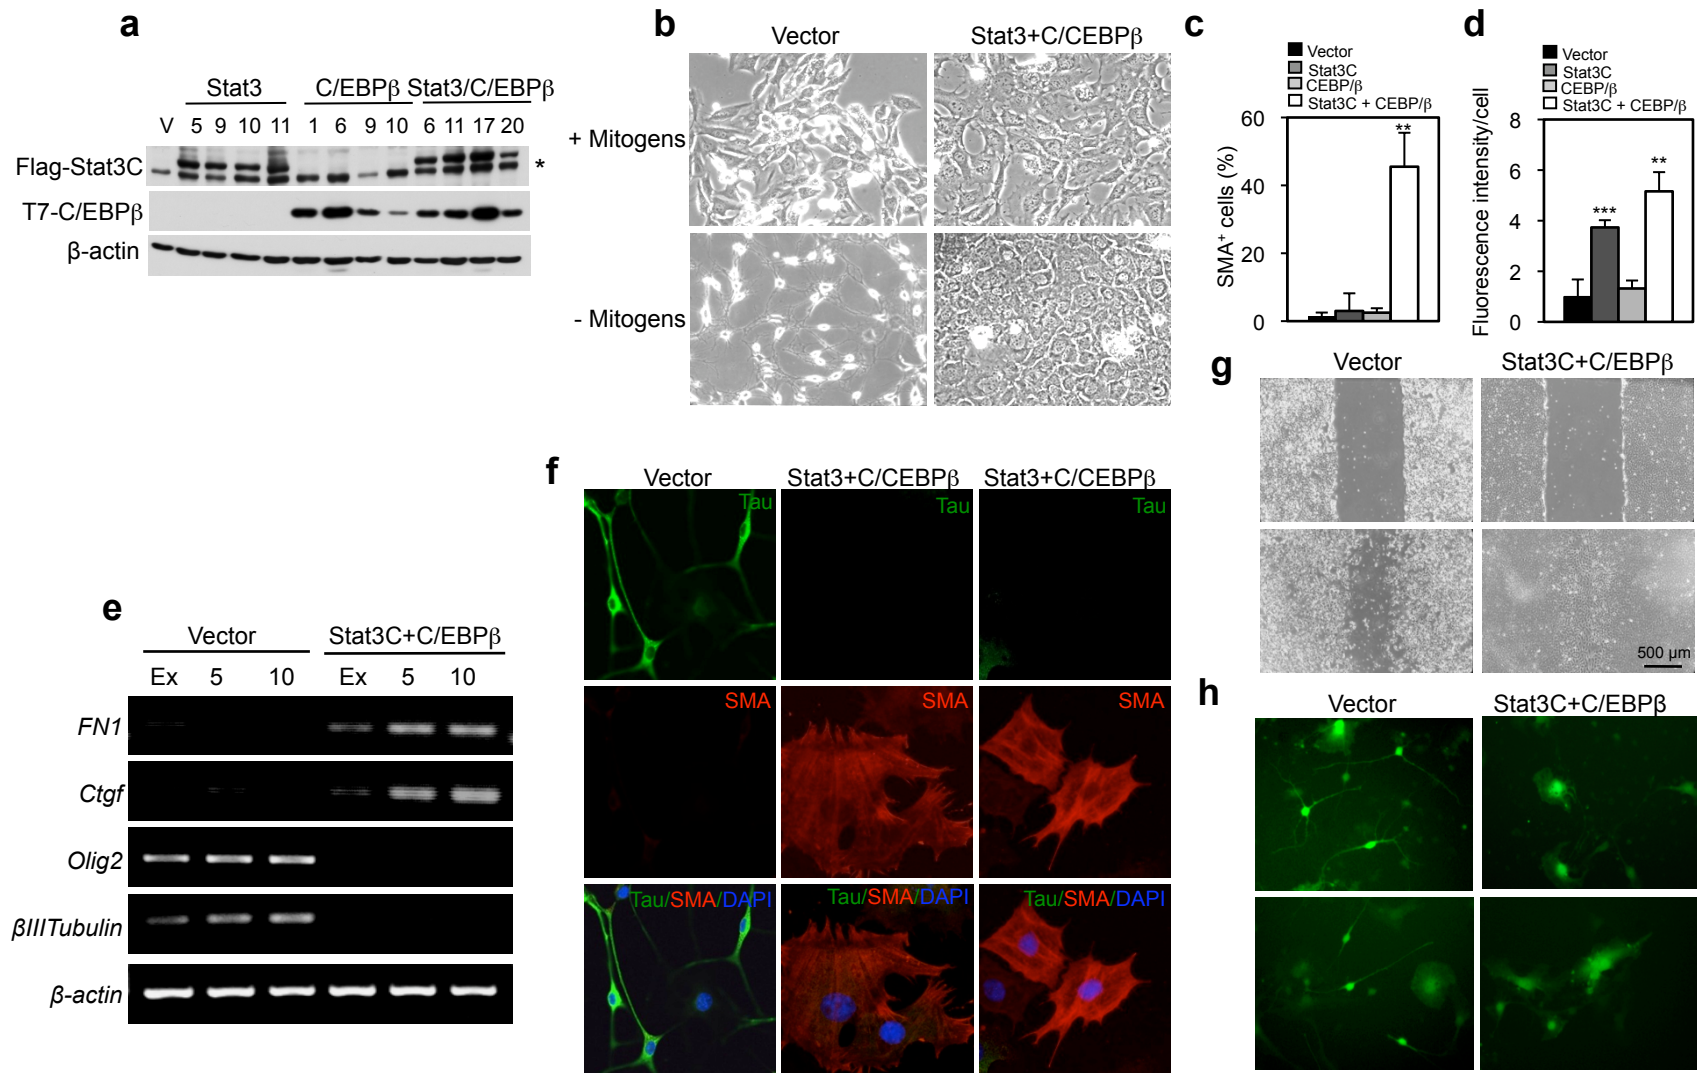 a
Stat3 C/EBPβ Stat3/C/EBPβ
V 5 9 10 11 1 6 9 10 6 11 17 20
Flag-Stat3C *
T7-C/EBPβ
β-actin
b
Vector Stat3+C/CEBPβ
+ Mitogens
- Mitogens
c
Vector
Stat3C
CEBP/β
Stat3C + CEBP/β
SMA⁺ cells (%)
60
40
20
0
**
d
Vector
Stat3C
CEBP/β
Stat3C + CEBP/β
Fluorescence intensity/cell
8
6
4
2
0
***
**
e
Vector Stat3C+C/EBPβ
Ex 5 10 Ex 5 10
FN1
Ctgf
Olig2
βIIITubulin
β-actin
f
Vector Stat3+C/CEBPβ Stat3+C/CEBPβ
Tau Tau Tau
SMA SMA SMA
Tau/SMA/DAPI Tau/SMA/DAPI Tau/SMA/DAPI
g
Vector Stat3C+C/EBPβ
500 µm
h
Vector Stat3C+C/EBPβ